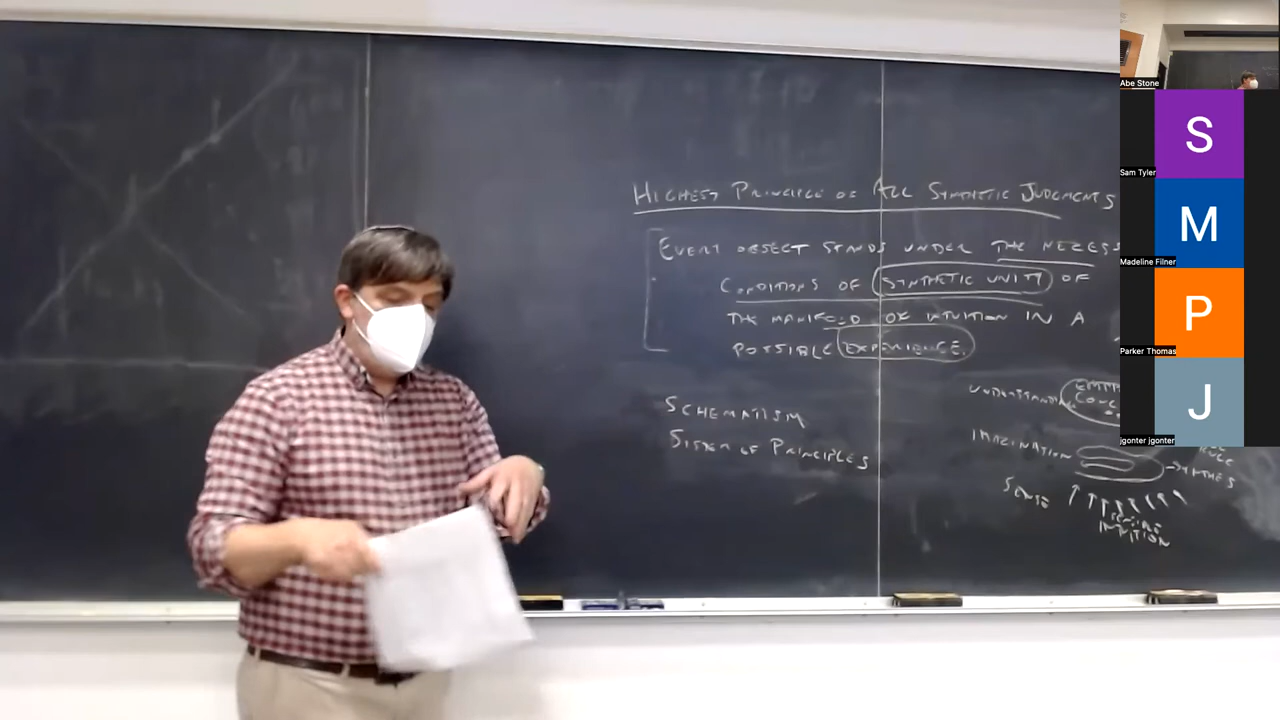 HIGHEST PRINCIPLE OF ALL SYNTHETIC JUDGMENTS
EVERY OBJECT STANDS UNDER THE NECESS
CONDITIONS OF SYNTHETIC UNITY OF
THE MANIFOLD OF INTUITION IN A
POSSIBLE EXPERIENCE.
SCHEMATISM
SYSTEM OF PRINCIPLES
UNDERSTANDING
IMAGINATION
SENSE
INTUITION
Abe Stone
S
Sam Tyler
M
Madeline Filner
P
Parker Thomas
J
jgonter jgonter